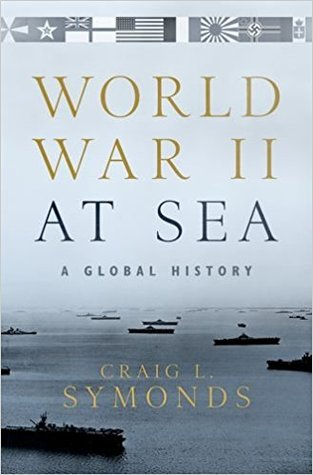 WORLD
WAR II
AT SEA
A GLOBAL HISTORY
CRAIG L.
SYMONDS